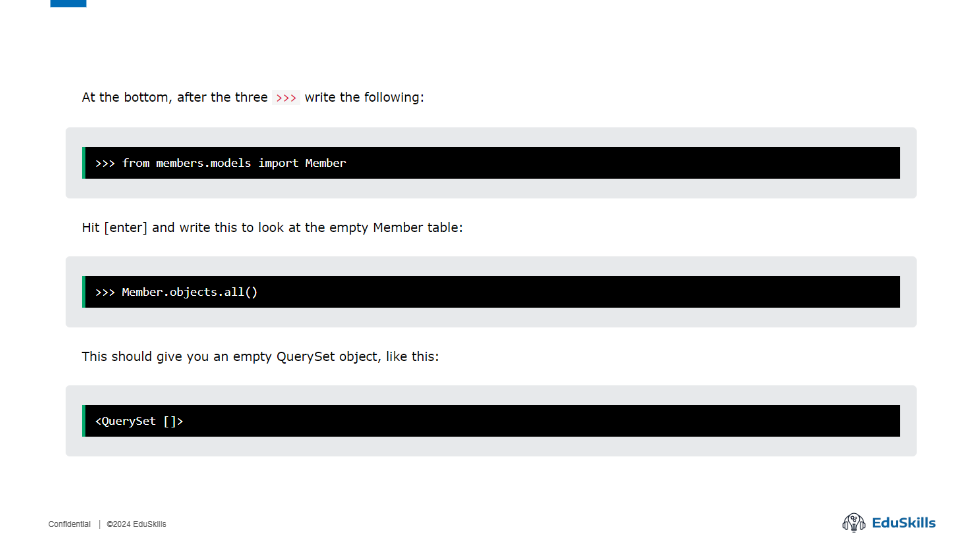 At the bottom, after the three >>> write the following:
>>> from members.models import Member
Hit [enter] and write this to look at the empty Member table:
>>> Member.objects.all()
This should give you an empty QuerySet object, like this:
<QuerySet []>
Confidential | ©2024 EduSkills
EduSkills